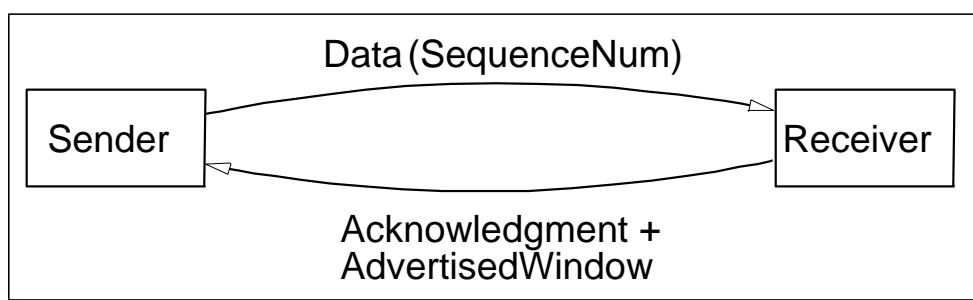 Data (SequenceNum)
Sender
Receiver
Acknowledgment +
AdvertisedWindow